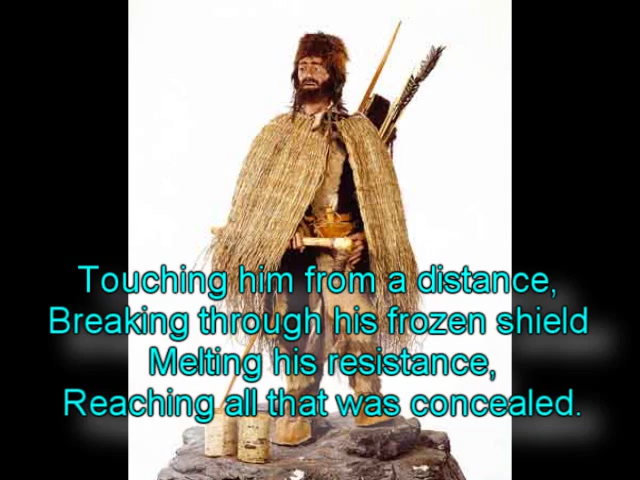 Touching him from a distance,
Breaking through his frozen shield
Melting his resistance,
Reaching all that was concealed.